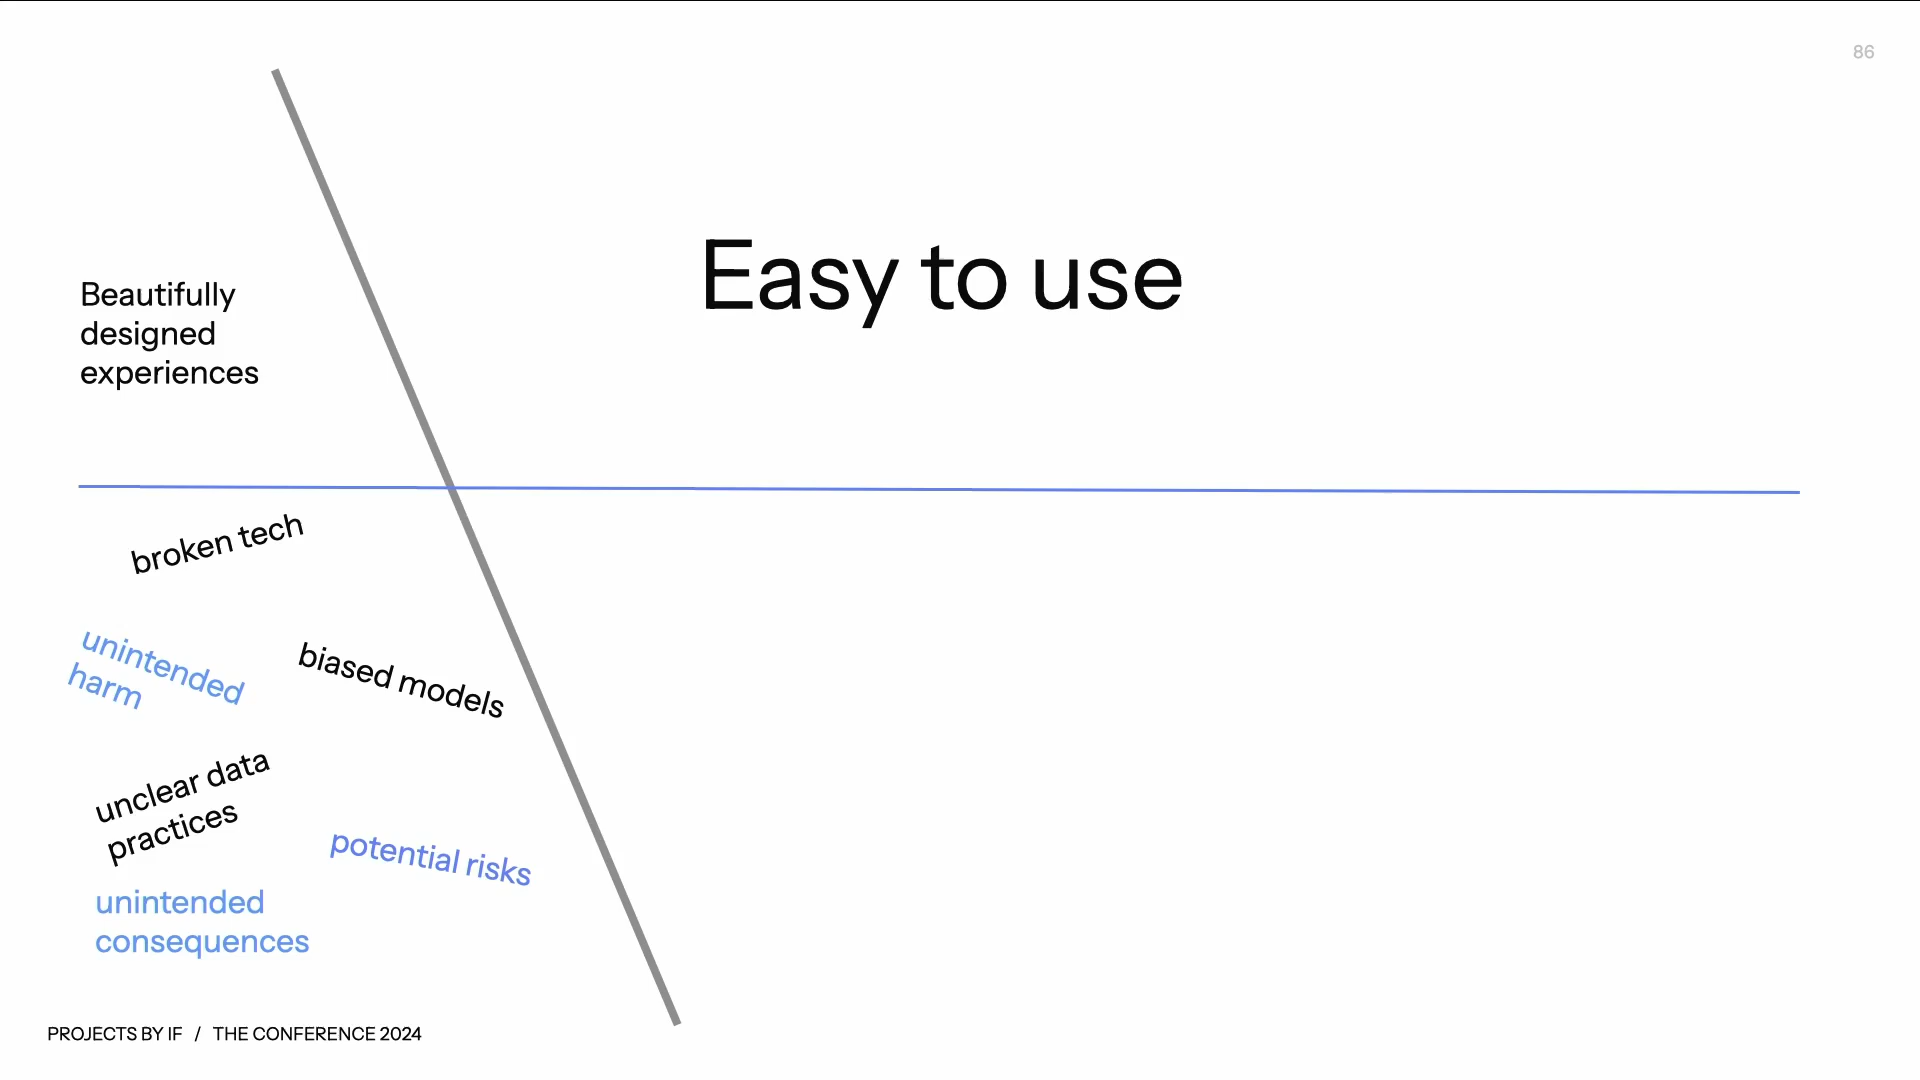 86
Easy to use
Beautifully
designed
experiences
broken tech
unintended
harm
biased models
unclear data
practices
potential risks
unintended
consequences
PROJECTS BY IF / THE CONFERENCE 2024